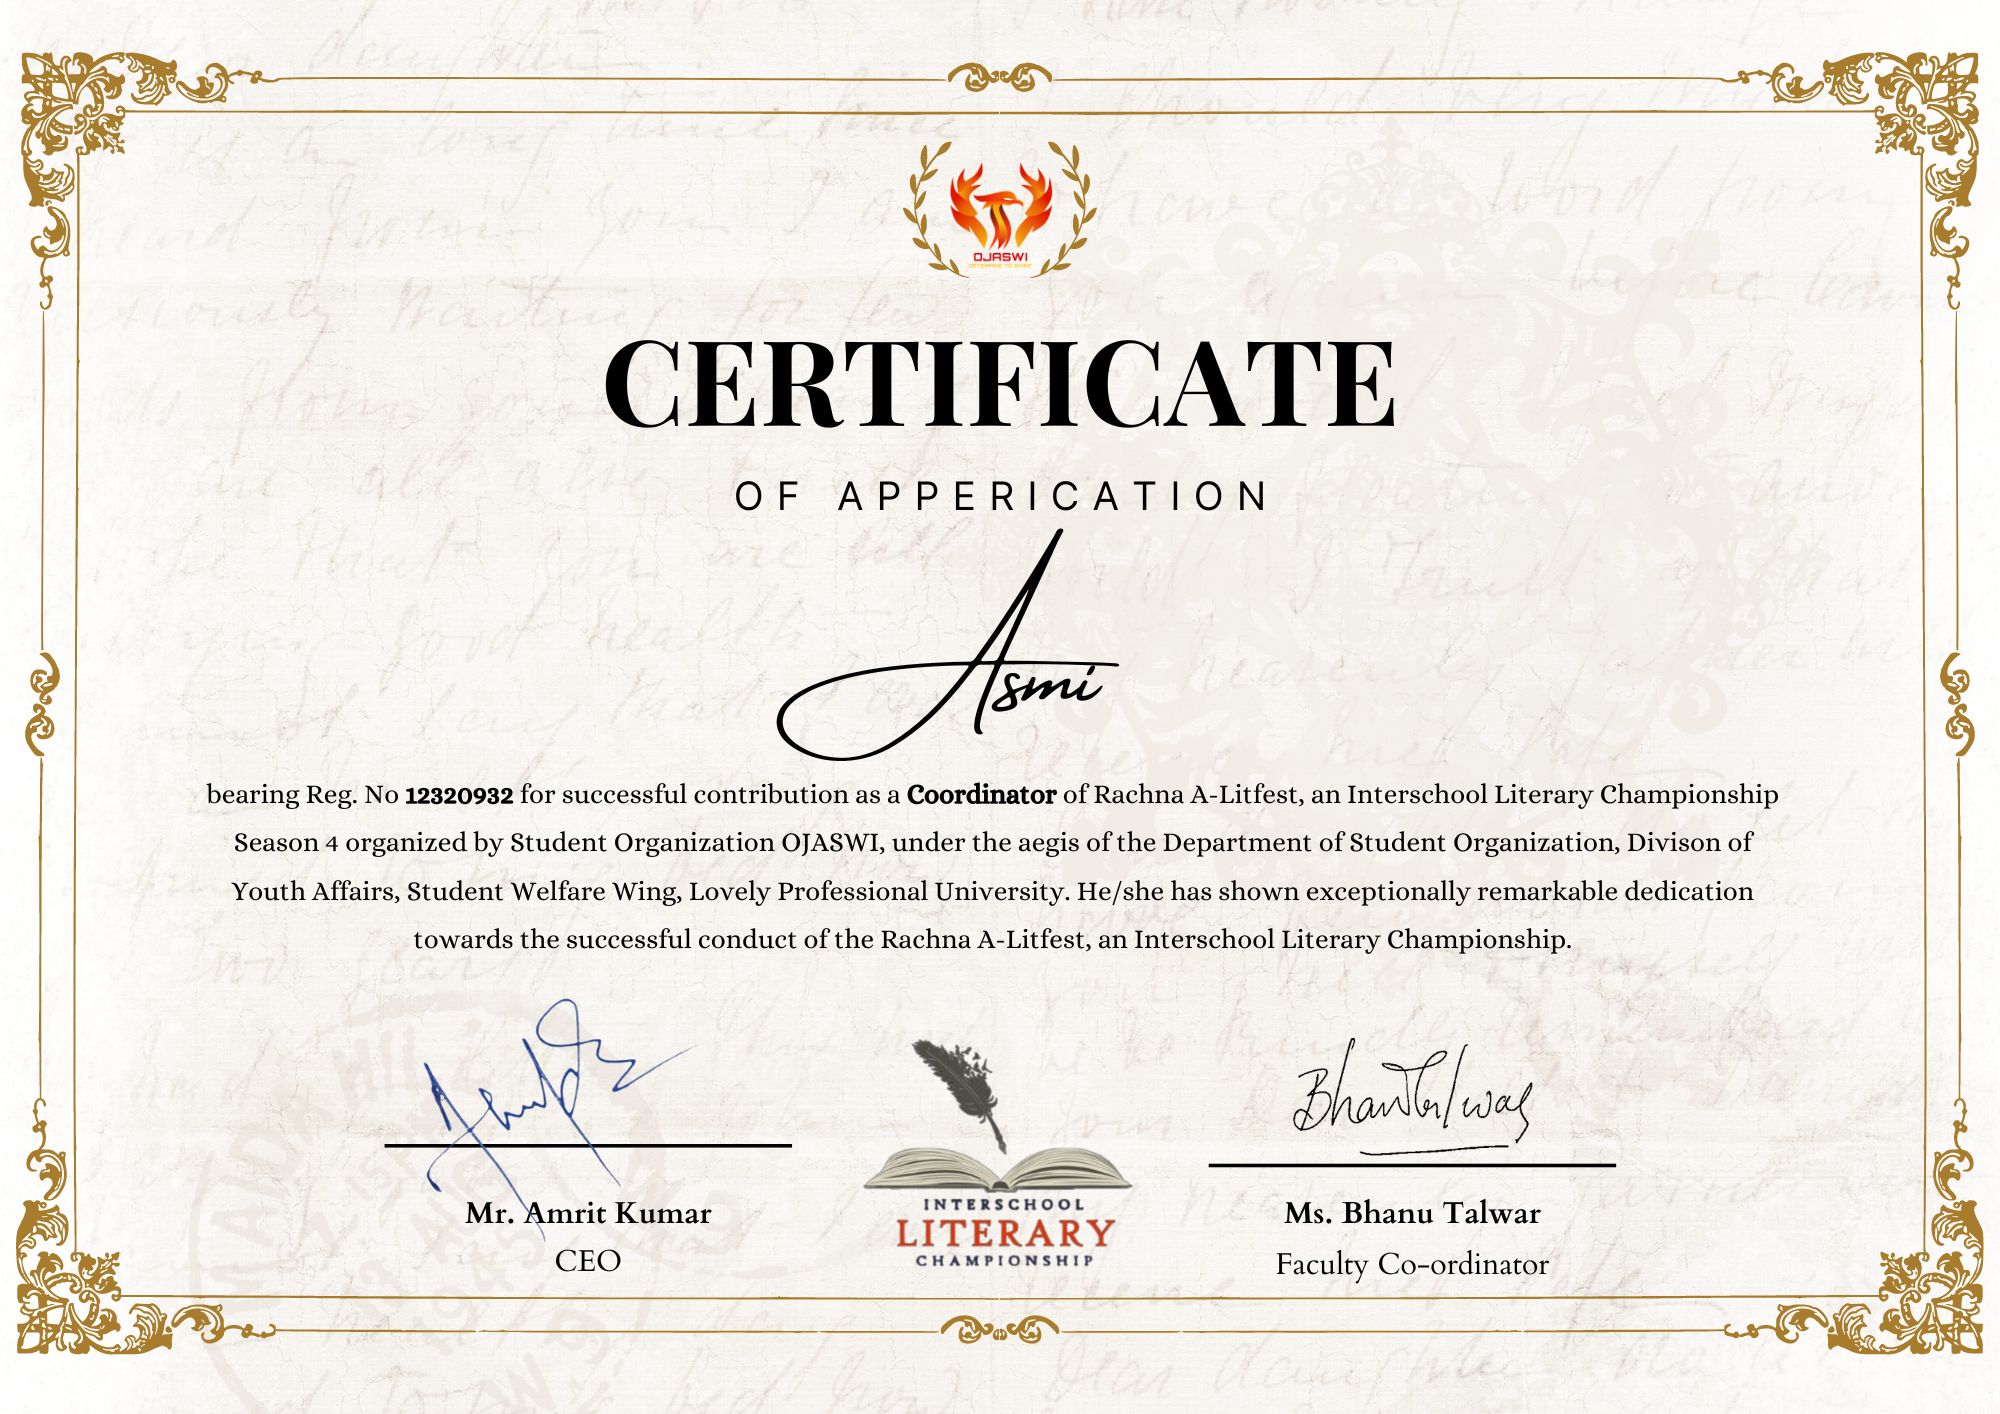 OJASWI
DETERMINE TO SHINE
CERTIFICATE
OF APPERICATION
Asmi
bearing Reg. No 12320932 for successful contribution as a Coordinator of Rachna A-Litfest, an Interschool Literary Championship
Season 4 organized by Student Organization OJASWI, under the aegis of the Department of Student Organization, Divison of
Youth Affairs, Student Welfare Wing, Lovely Professional University. He/she has shown exceptionally remarkable dedication
towards the successful conduct of the Rachna A-Litfest, an Interschool Literary Championship.
Bhanu Talwar
Mr. Amrit Kumar
CEO
INTERSCHOOL
LITERARY
CHAMPIONSHIP
Ms. Bhanu Talwar
Faculty Co-ordinator